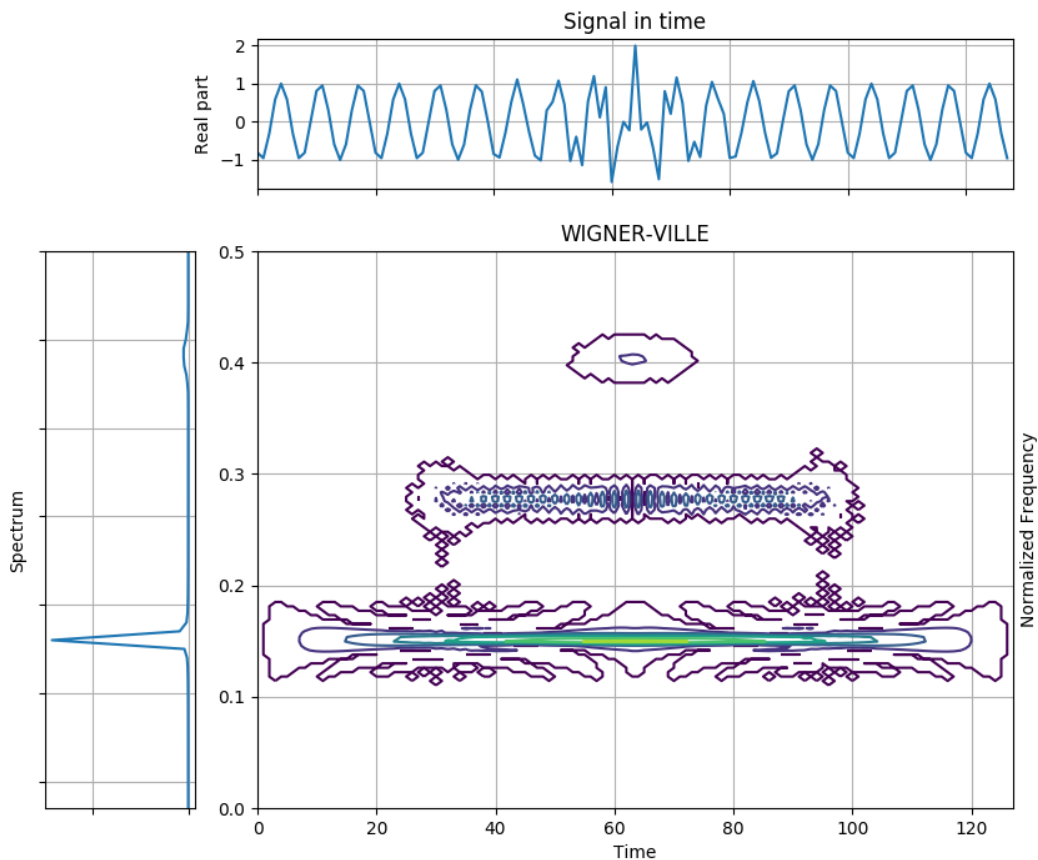 Signal in time
Real part
2
1
0
−1
WIGNER-VILLE
Spectrum
0.5
0.4
0.3
0.2
0.1
0.0
0 20 40 60 80 100 120
Time
Normalized Frequency